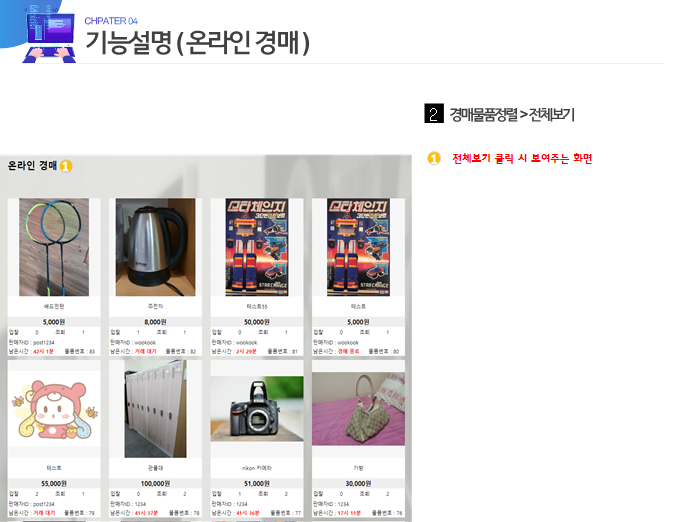 CHPATER 04
기능설명 ( 온라인 경매 )
2 경매물품정렬 > 전체보기
1 전체보기 클릭 시 보여주는 화면
온라인 경매 1
배드민턴
5,000원
입찰 0 조회 1
판매자ID : post1234
남은시간 : 42시 1분 물품번호 : 83
주전자
8,000원
입찰 1 조회 1
판매자ID : wookook
남은시간 : 거래 대기 물품번호 : 82
테스트55
50,000원
입찰 0 조회 1
판매자ID : wookook
남은시간 : 2시 29분 물품번호 : 81
테스트
5,000원
입찰 0 조회 1
판매자ID : wookook
남은시간 : 경매 종료 물품번호 : 80
테스트
55,000원
입찰 2 조회 1
판매자ID : post1234
남은시간 : 거래 대기 물품번호 : 79
관물대
100,000원
입찰 0 조회 1
판매자ID : 1234
남은시간 : 41시 37분 물품번호 : 78
nikon 카메라
51,000원
입찰 1 조회 1
판매자ID : 1234
남은시간 : 41시 36분 물품번호 : 77
가방
30,000원
입찰 0 조회 1
판매자ID : 1234
남은시간 : 17시 15분 물품번호 : 76